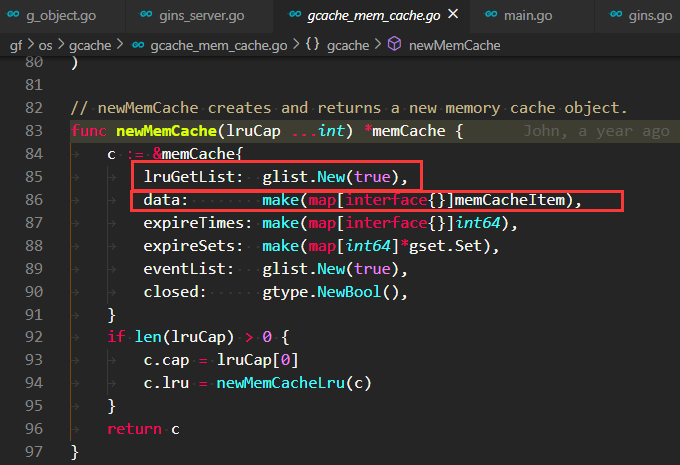 g_object.go gins_server.go gcache_mem_cache.go × main.go gins.go
gf > os > gcache > gcache_mem_cache.go > {} gcache > newMemCache
80 )
81
82 // newMemCache creates and returns a new memory cache object.
83 func newMemCache(lruCap ...int) *memCache { John, a year ago
84 c := &memCache{
85 lruGetList: glist.New(true),
86 data: make(map[interface{}]memCacheItem),
87 expireTimes: make(map[interface{}]int64),
88 expireSets: make(map[int64]*gset.Set),
89 eventList: glist.New(true),
90 closed: gtype.NewBool(),
91 }
92 if len(lruCap) > 0 {
93 c.cap = lruCap[0]
94 c.lru = newMemCacheLru(c)
95 }
96 return c
97 }